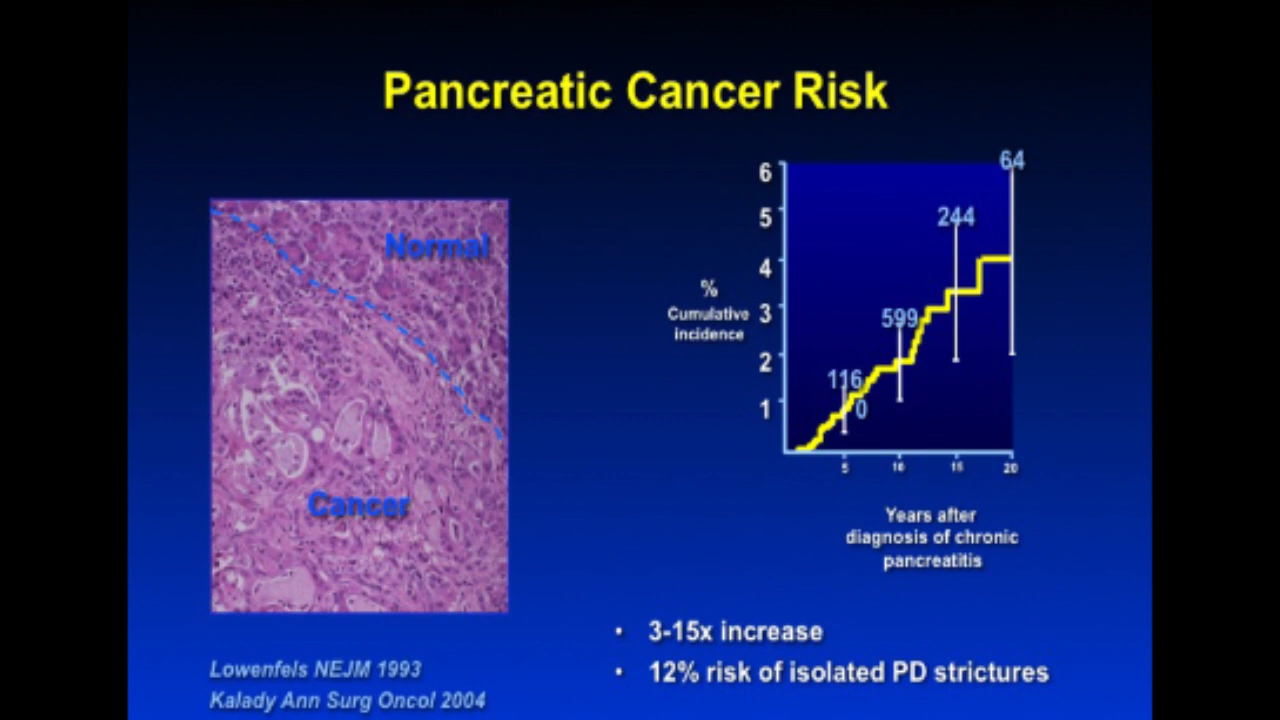 Pancreatic Cancer Risk
Normal
Cancer
6
5
4
3
2
1
%
Cumulative
incidence
64
244
599
116
0
5
10
15
20
Years after
diagnosis of chronic
pancreatitis
• 3-15x increase
• 12% risk of isolated PD strictures
Lowenfels NEJM 1993
Kalady Ann Surg Oncol 2004